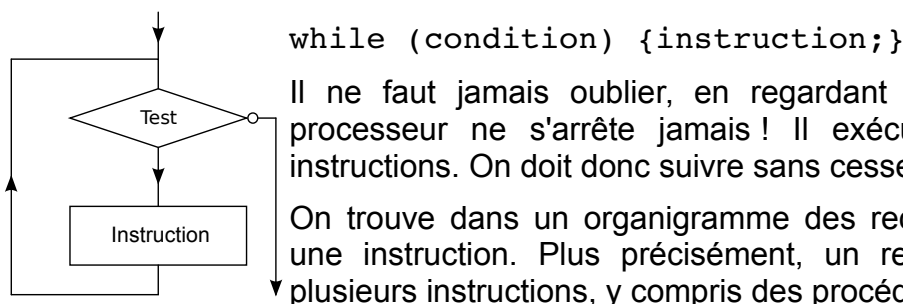 while (condition) {instruction;}
Il ne faut jamais oublier, en regardant
processeur ne s'arrête jamais ! Il exécu
instructions. On doit donc suivre sans cesse
On trouve dans un organigramme des rec
une instruction. Plus précisément, un re
plusieurs instructions, y compris des procéd
Test
Instruction